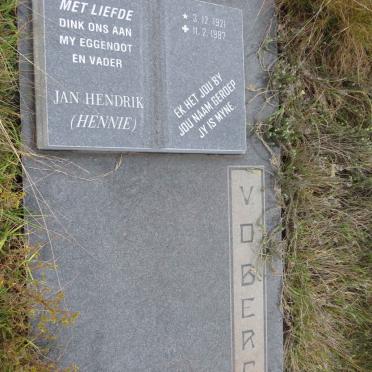 MET LIEFDE
DINK ONS AAN
MY EGGENOOT
EN VADER
JAN HENDRIK
(HENNIE)
★ 3. 12. 1921
✚ 11. 2. 1987
EK HET JOU BY
JOU NAAM GEROEP
JY IS MYNE